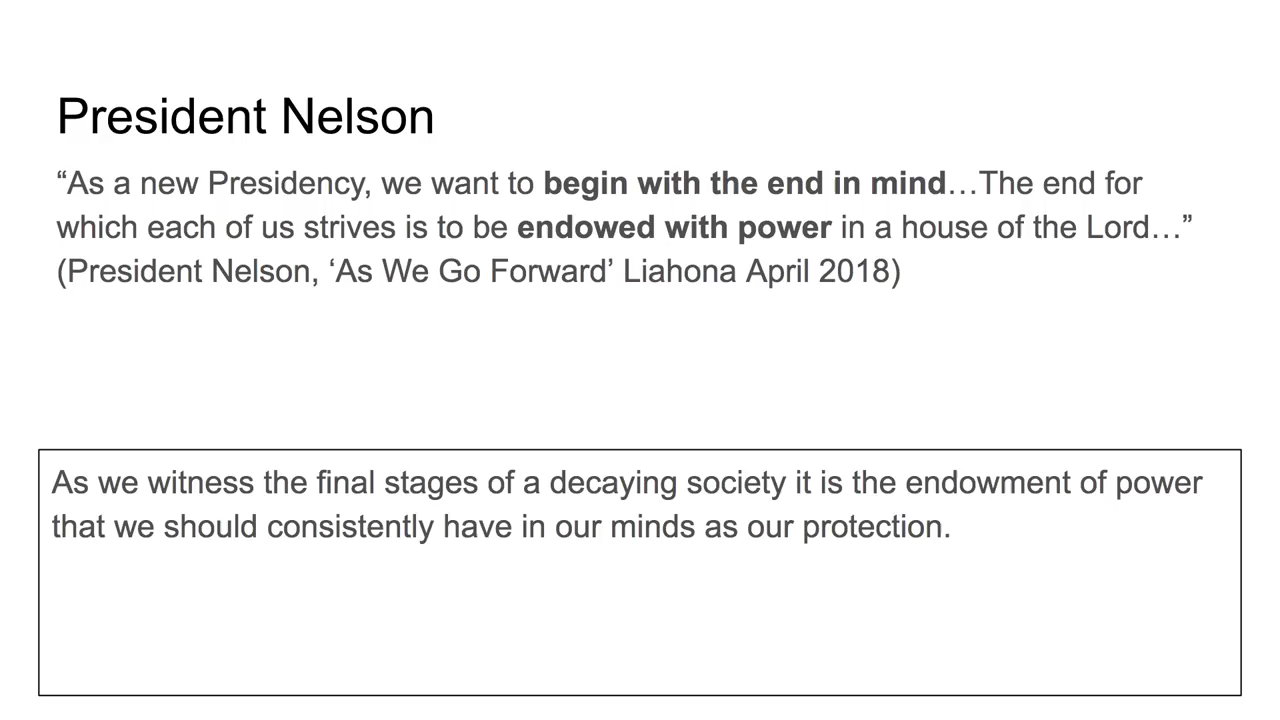 President Nelson
“As a new Presidency, we want to begin with the end in mind…The end for
which each of us strives is to be endowed with power in a house of the Lord…”
(President Nelson, ‘As We Go Forward’ Liahona April 2018)
As we witness the final stages of a decaying society it is the endowment of power
that we should consistently have in our minds as our protection.